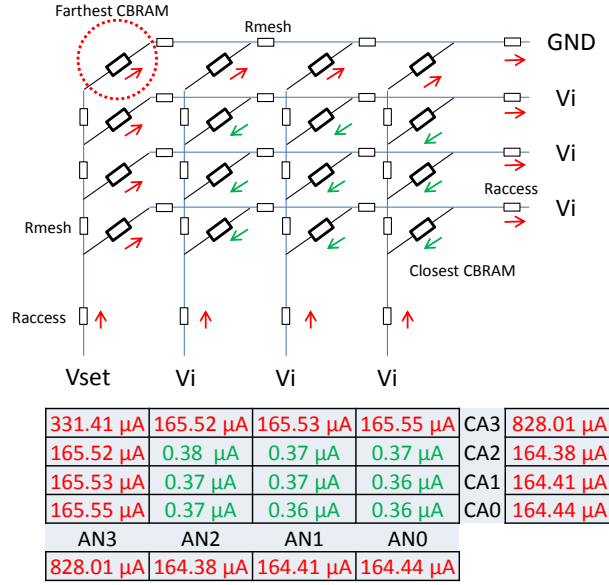 Farthest CBRAM
Rmesh
GND
Vi
Vi
Raccess
Vi
Rmesh
Closest CBRAM
Raccess
Vset Vi Vi Vi
331.41 µA 165.52 µA 165.53 µA 165.55 µA CA3 828.01 µA
165.52 µA 0.38 µA 0.37 µA 0.37 µA CA2 164.38 µA
165.53 µA 0.37 µA 0.37 µA 0.36 µA CA1 164.41 µA
165.55 µA 0.37 µA 0.36 µA 0.36 µA CA0 164.44 µA
AN3 AN2 AN1 AN0
828.01 µA 164.38 µA 164.41 µA 164.44 µA